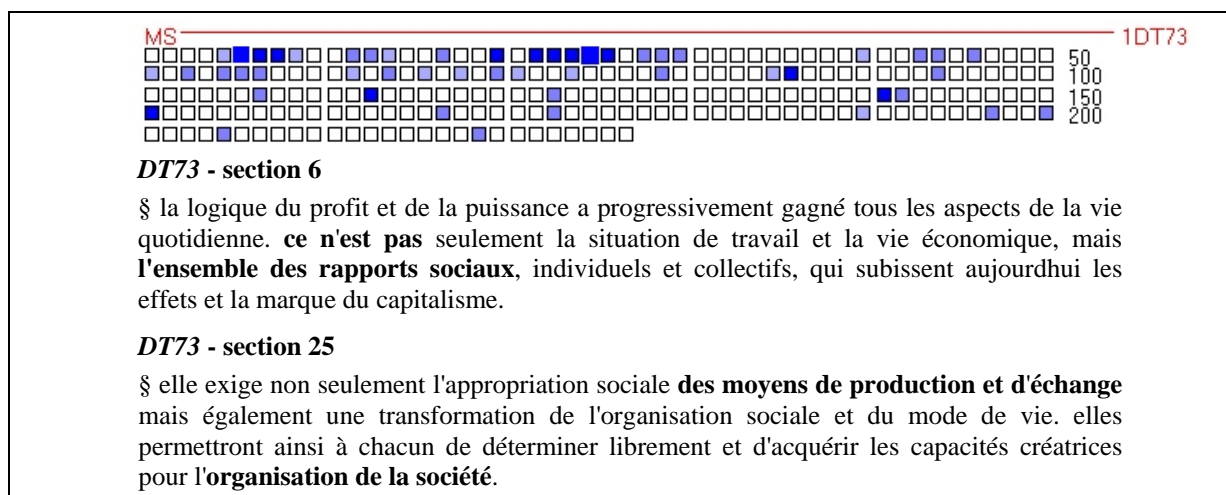 MS 1DT73
50
100
150
200
DT73 - section 6
§ la logique du profit et de la puissance a progressivement gagné tous les aspects de la vie
quotidienne. ce n'est pas seulement la situation de travail et la vie économique, mais
l'ensemble des rapports sociaux, individuels et collectifs, qui subissent aujourdhui les
effets et la marque du capitalisme.
DT73 - section 25
§ elle exige non seulement l'appropriation sociale des moyens de production et d'échange
mais également une transformation de l'organisation sociale et du mode de vie. elles
permettront ainsi à chacun de déterminer librement et d'acquérir les capacités créatrices
pour l'organisation de la société.